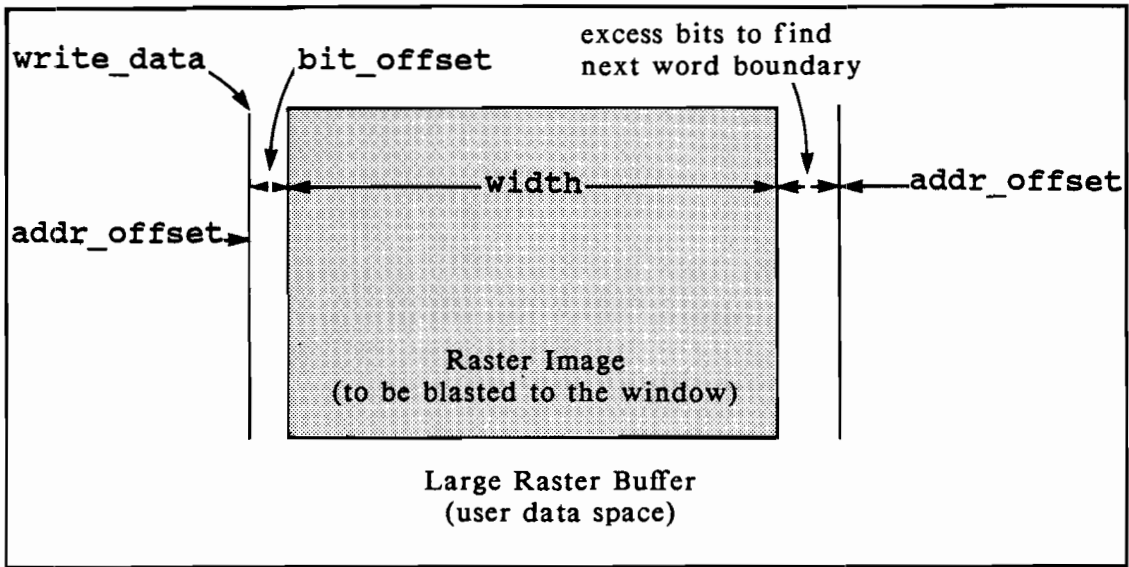 write_data
bit_offset
excess bits to find
next word boundary
width
addr_offset
addr_offset
Raster Image
(to be blasted to the window)
Large Raster Buffer
(user data space)